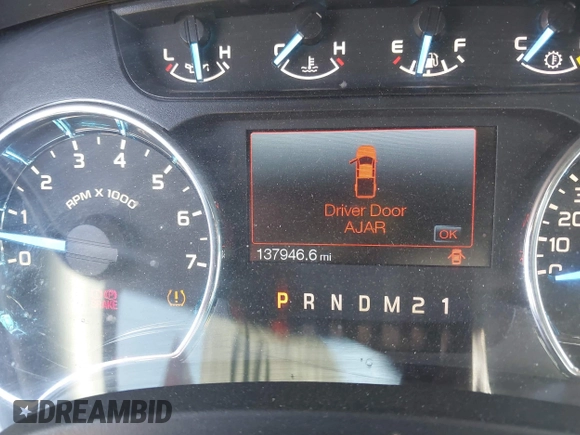 L H C H E F C
4
3 5
2 6
RPM X 1000
1
0 7
Driver Door
AJAR
OK
137946.6 mi
20
10
0
P R N D M 2 1
DREAMBID